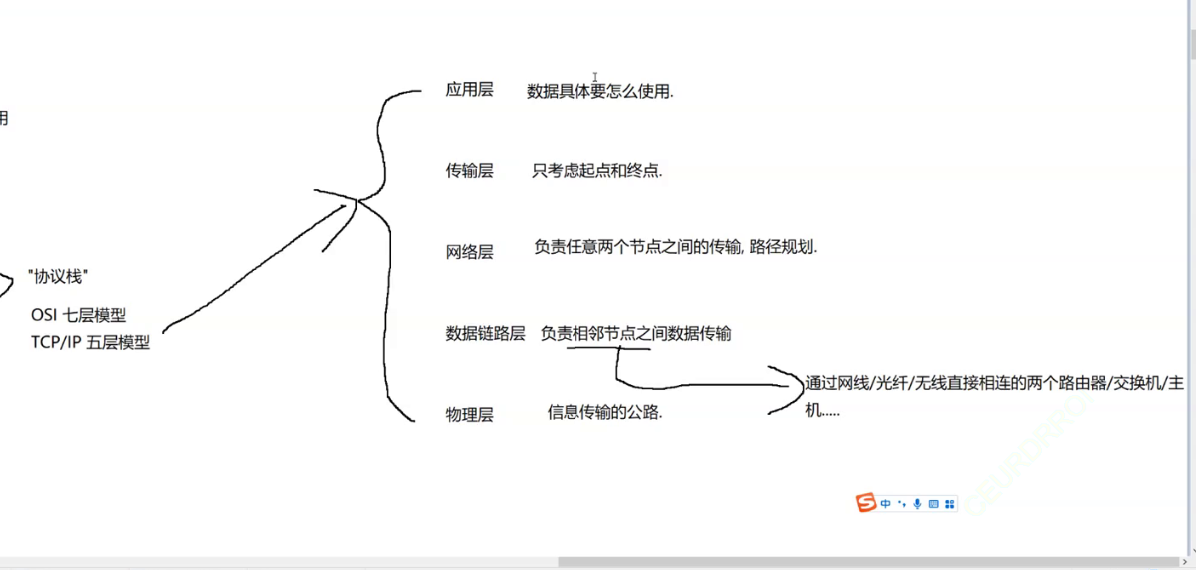 用
"协议栈"
OSI 七层模型
TCP/IP 五层模型
应用层 数据具体要怎么使用.
传输层 只考虑起点和终点.
网络层 负责任意两个节点之间的传输, 路径规划.
数据链路层 负责相邻节点之间数据传输
通过网线/光纤/无线直接相连的两个路由器/交换机/主
机.....
物理层 信息传输的公路.
中